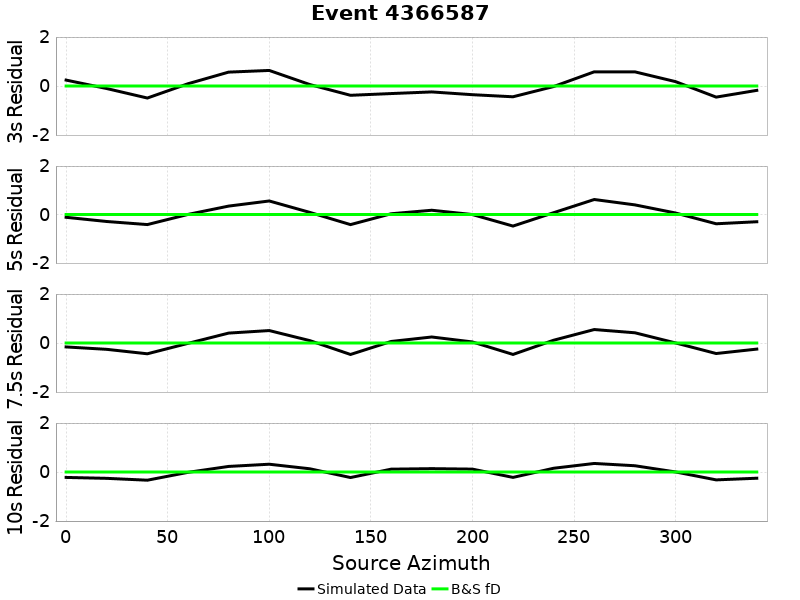 Event 4366587
3s Residual
2
0
-2
5s Residual
2
0
-2
7.5s Residual
2
0
-2
10s Residual
2
0
-2
0 50 100 150 200 250 300
Source Azimuth
Simulated Data B&S fD